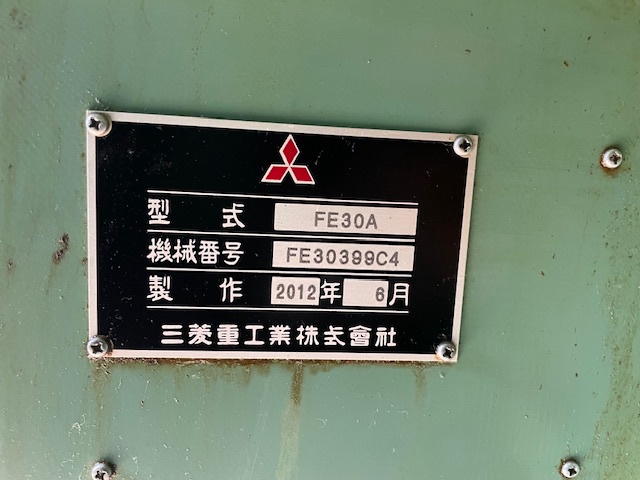 型式 FE30A
機械番号 FE30399C4
製作 2012年 6月
三菱重工業株式會社